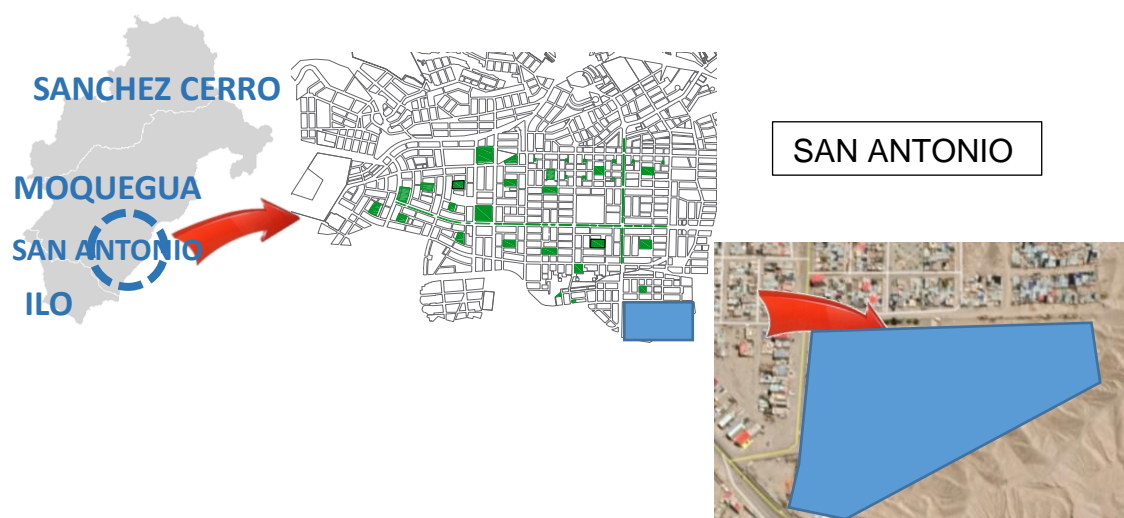 SANCHEZ CERRO
MOQUEGUA
SAN ANTONIO
ILO
SAN ANTONIO